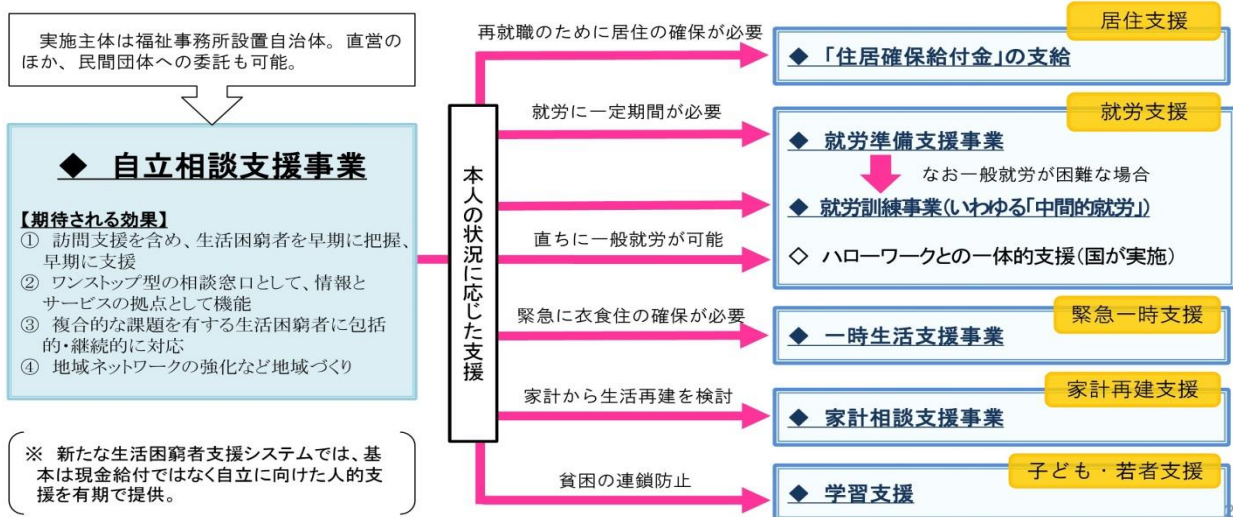 実施主体は福祉事務所設置自治体。直営の
ほか、民間団体への委託も可能。
◆ 自立相談支援事業
【期待される効果】
① 訪問支援を含め、生活困窮者を早期に把握、
早期に支援
② ワンストップ型の相談窓口として、情報と
サービスの拠点として機能
③ 複合的な課題を有する生活困窮者に包括
的・継続的に対応
④ 地域ネットワークの強化など地域づくり
※ 新たな生活困窮者支援システムでは、基
本は現金給付ではなく自立に向けた人的支
援を有期で提供。
本人の状況に応じた支援
再就職のために居住の確保が必要
居住支援
◆ 「住居確保給付金」の支給
就労に一定期間が必要
就労支援
◆ 就労準備支援事業
なお一般就労が困難な場合
◆ 就労訓練事業(いわゆる「中間的就労」)
直ちに一般就労が可能
◇ ハローワークとの一体的支援(国が実施)
緊急に衣食住の確保が必要
緊急一時支援
◆ 一時生活支援事業
家計から生活再建を検討
家計再建支援
◆ 家計相談支援事業
貧困の連鎖防止
子ども・若者支援
◆ 学習支援
2